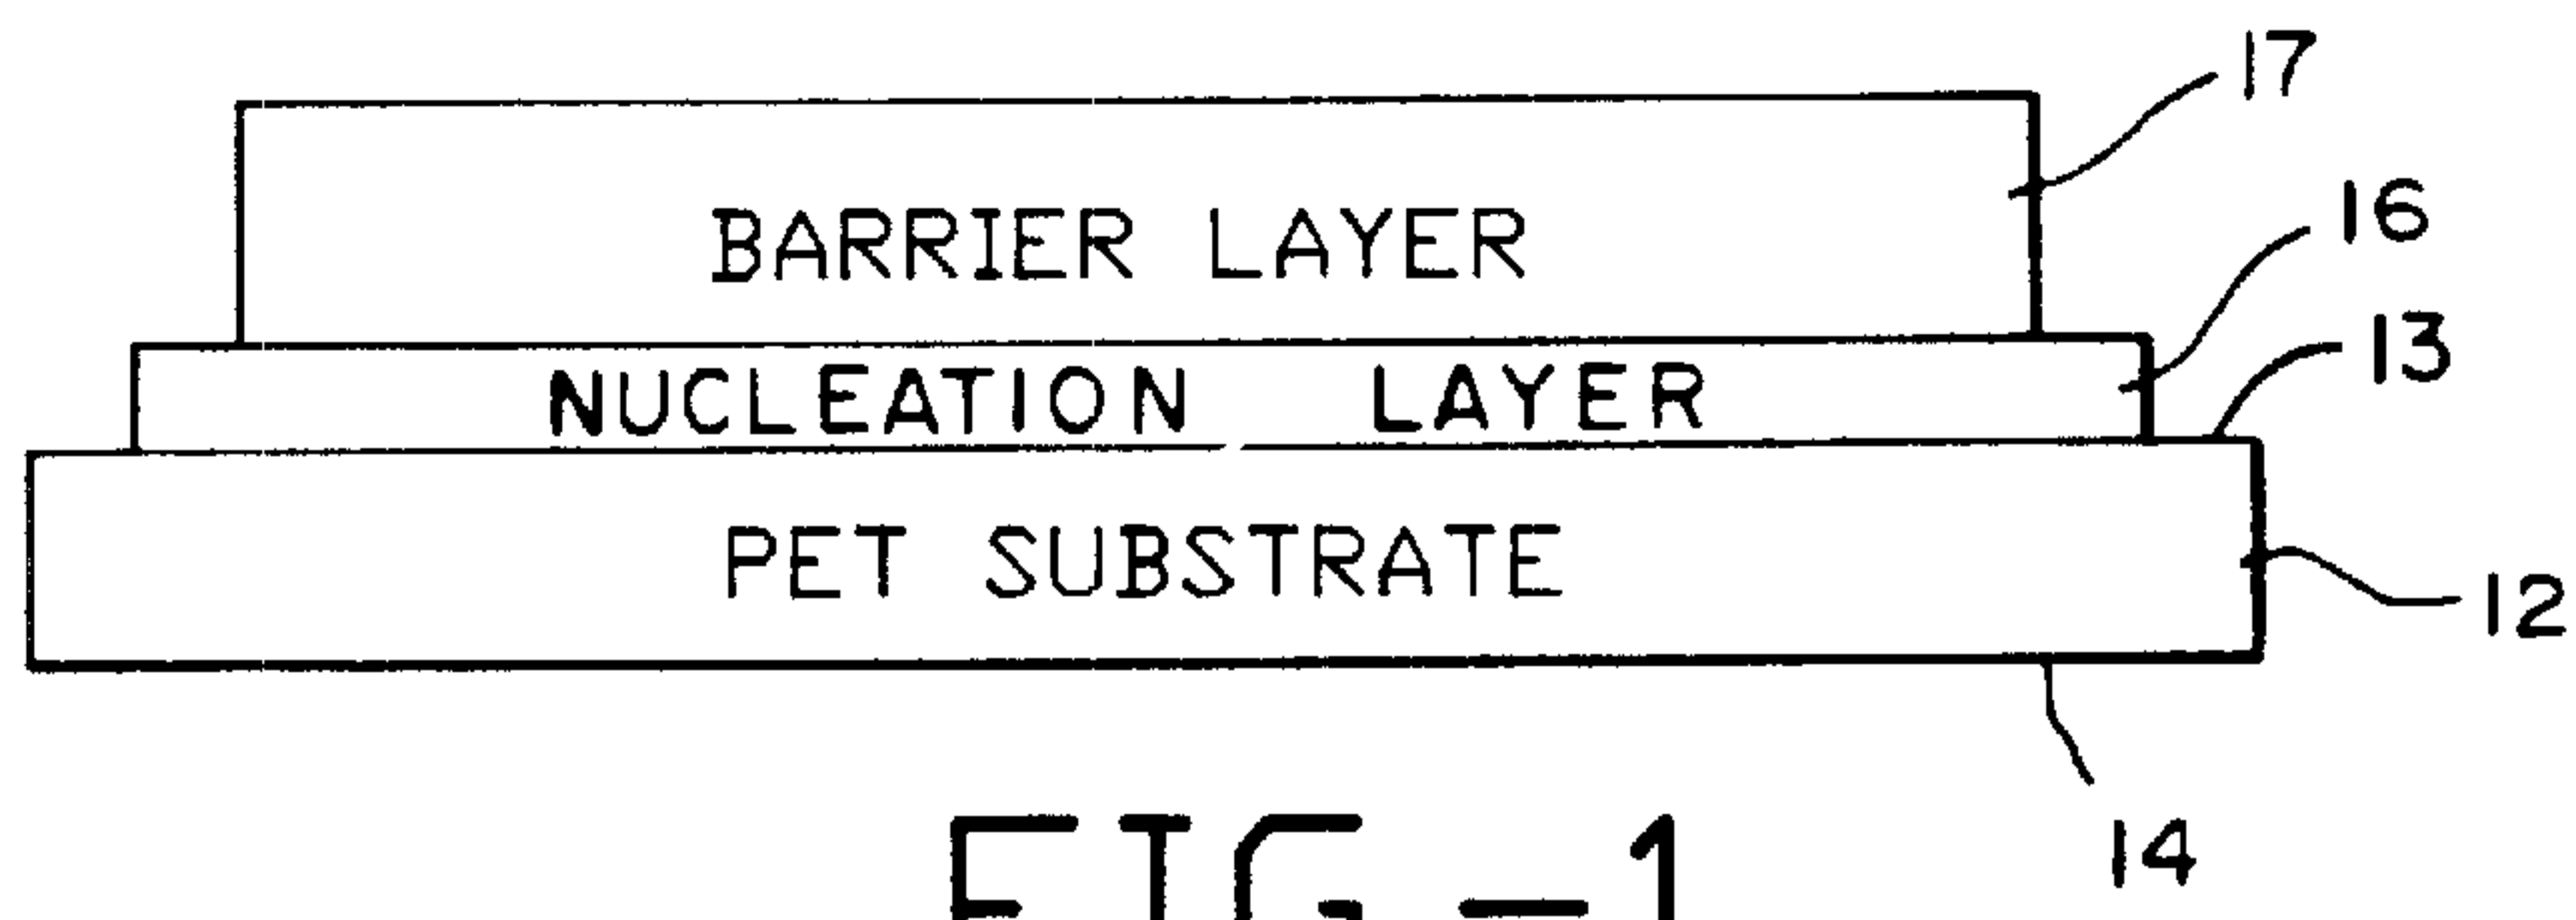 17
BARRIER LAYER
16
13
NUCLEATION LAYER
PET SUBSTRATE
12
14
FIG-1